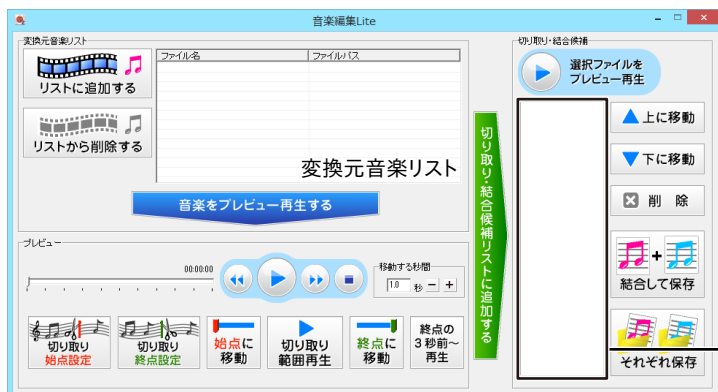 音楽編集Lite
変換元音楽リスト
リストに追加する
リストから削除する
ファイル名
ファイルパス
変換元音楽リスト
音楽をプレビュー再生する
プレビュー
00:00:00
移動する秒間
1.0 秒 − +
切り取り
始点設定
切り取り
終点設定
始点に
移動
切り取り
範囲再生
終点に
移動
終点の
3秒前~
再生
切り取り・結合候補リストに追加する
切り取り・結合候補
選択ファイルを
プレビュー再生
上に移動
下に移動
削 除
結合して保存
それぞれ保存